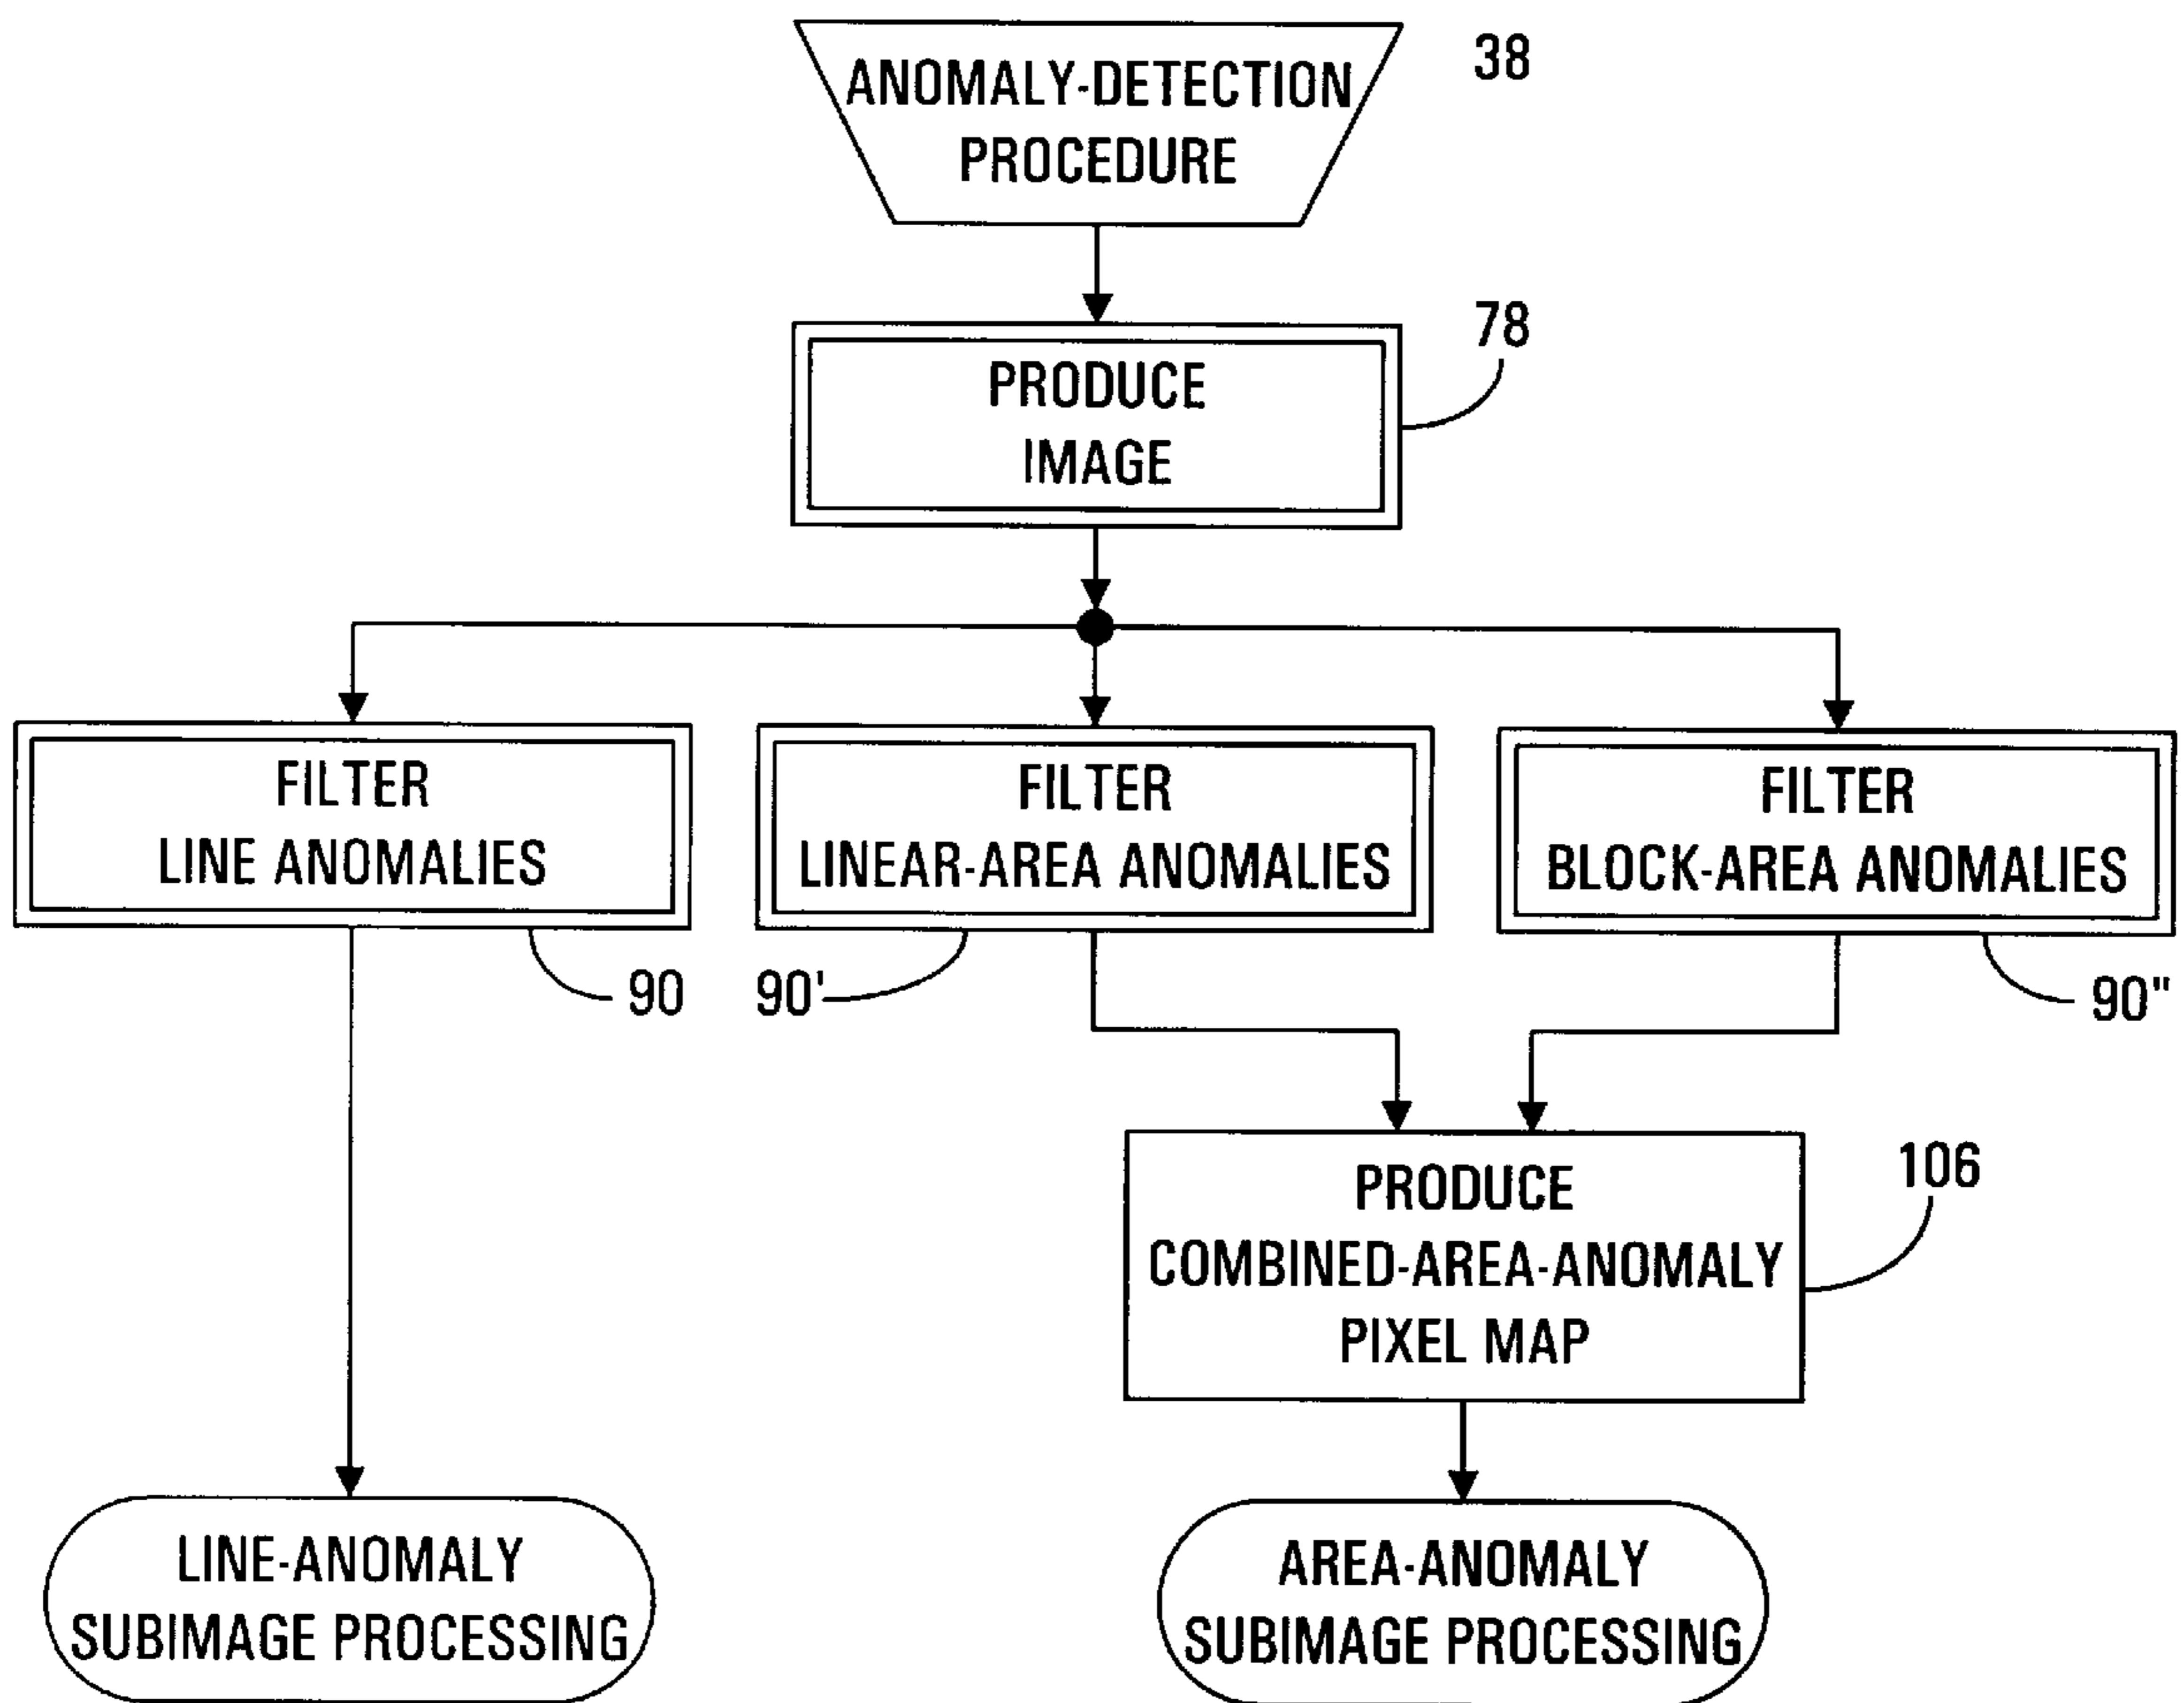 ANOMALY-DETECTION
PROCEDURE
38
PRODUCE
IMAGE
78
FILTER
LINE ANOMALIES
90
FILTER
LINEAR-AREA ANOMALIES
90'
FILTER
BLOCK-AREA ANOMALIES
90"
PRODUCE
COMBINED-AREA-ANOMALY
PIXEL MAP
106
LINE-ANOMALY
SUBIMAGE PROCESSING
AREA-ANOMALY
SUBIMAGE PROCESSING